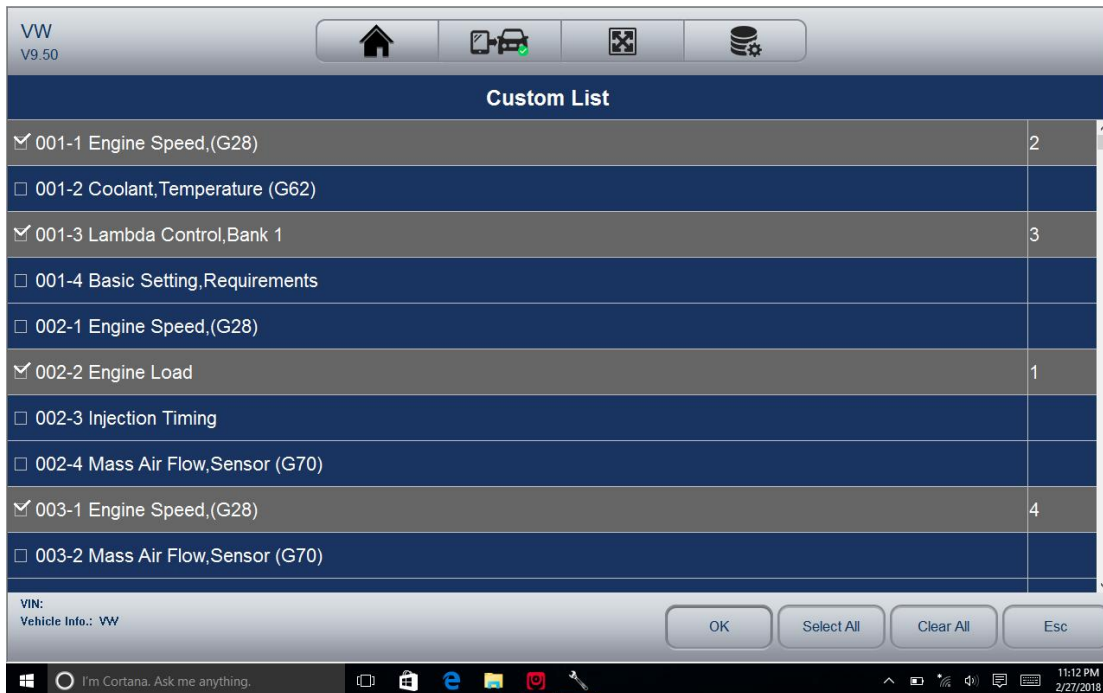 VW
V9.50
Custom List
001-1 Engine Speed,(G28) 2
001-2 Coolant,Temperature (G62)
001-3 Lambda Control,Bank 1 3
001-4 Basic Setting,Requirements
002-1 Engine Speed,(G28)
002-2 Engine Load 1
002-3 Injection Timing
002-4 Mass Air Flow,Sensor (G70)
003-1 Engine Speed,(G28) 4
003-2 Mass Air Flow,Sensor (G70)
VIN:
Vehicle Info.: VW
OK Select All Clear All Esc
I'm Cortana. Ask me anything.
11:12 PM
2/27/2018